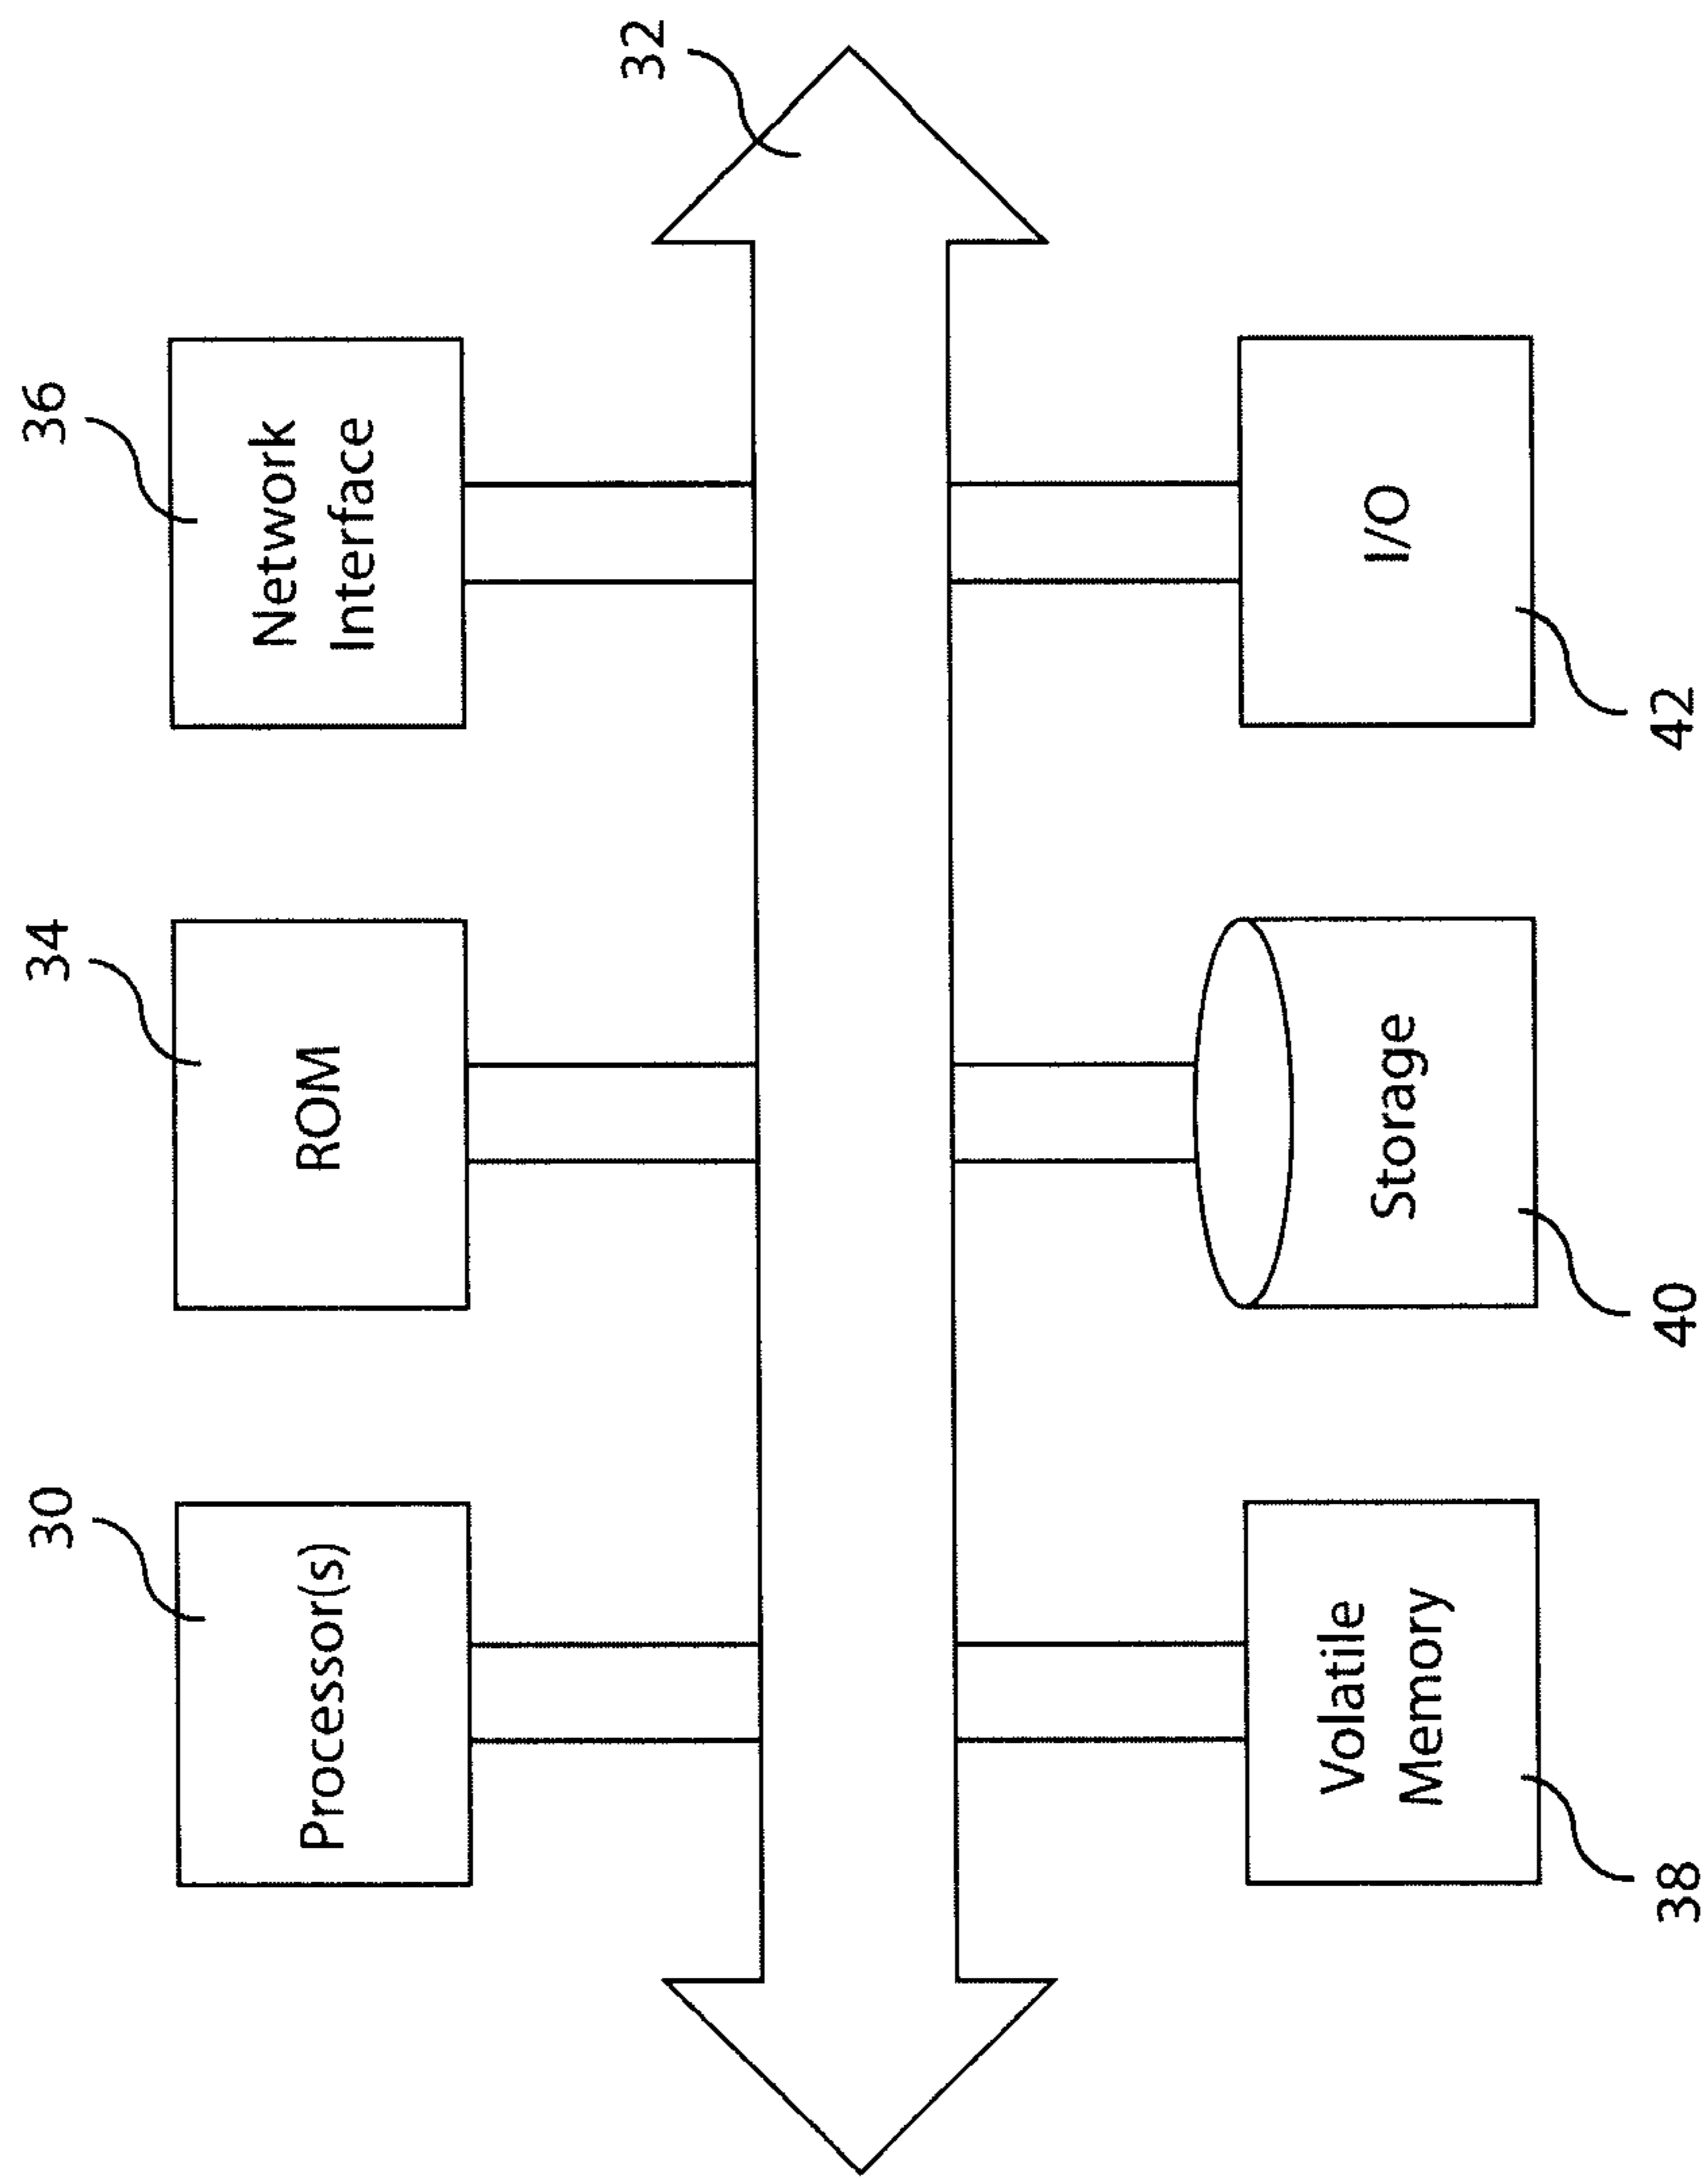 30
34
36
32
Processor(s)
ROM
Network
Interface
Volatile
Memory
Storage
I/O
38
40
42